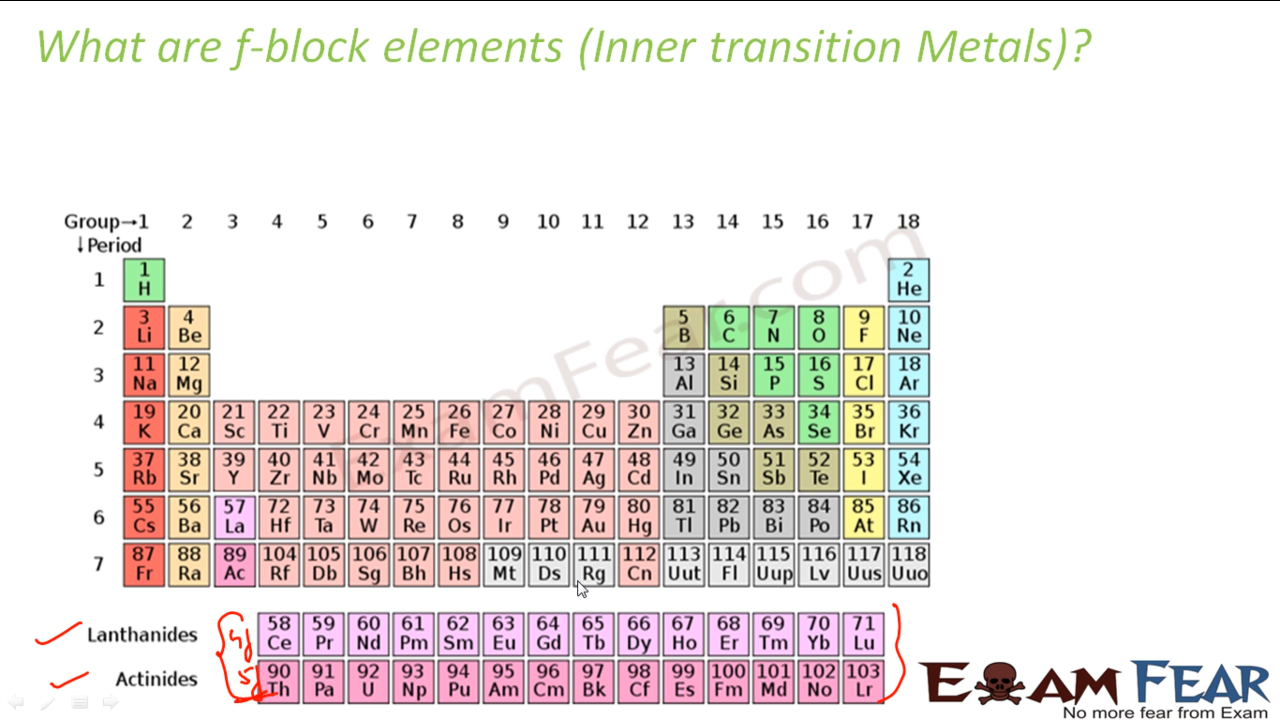 What are f-block elements (Inner transition Metals)?
Group→1 2 3 4 5 6 7 8 9 10 11 12 13 14 15 16 17 18
↓Period
1 1 2
H He
2 3 4 5 6 7 8 9 10
Li Be B C N O F Ne
3 11 12 13 14 15 16 17 18
Na Mg Al Si P S Cl Ar
4 19 20 21 22 23 24 25 26 27 28 29 30 31 32 33 34 35 36
K Ca Sc Ti V Cr Mn Fe Co Ni Cu Zn Ga Ge As Se Br Kr
5 37 38 39 40 41 42 43 44 45 46 47 48 49 50 51 52 53 54
Rb Sr Y Zr Nb Mo Tc Ru Rh Pd Ag Cd In Sn Sb Te I Xe
6 55 56 57 72 73 74 75 76 77 78 79 80 81 82 83 84 85 86
Cs Ba La Hf Ta W Re Os Ir Pt Au Hg Tl Pb Bi Po At Rn
7 87 88 89 104 105 106 107 108 109 110 111 112 113 114 115 116 117 118
Fr Ra Ac Rf Db Sg Bh Hs Mt Ds Rg Cn Uut Fl Uup Lv Uus Uuo
Lanthanides 4f 58 59 60 61 62 63 64 65 66 67 68 69 70 71
Ce Pr Nd Pm Sm Eu Gd Tb Dy Ho Er Tm Yb Lu
Actinides 90 91 92 93 94 95 96 97 98 99 100 101 102 103
Th Pa U Np Pu Am Cm Bk Cf Es Fm Md No Lr
ExamFear.com
EXAM FEAR
No more fear from Exam